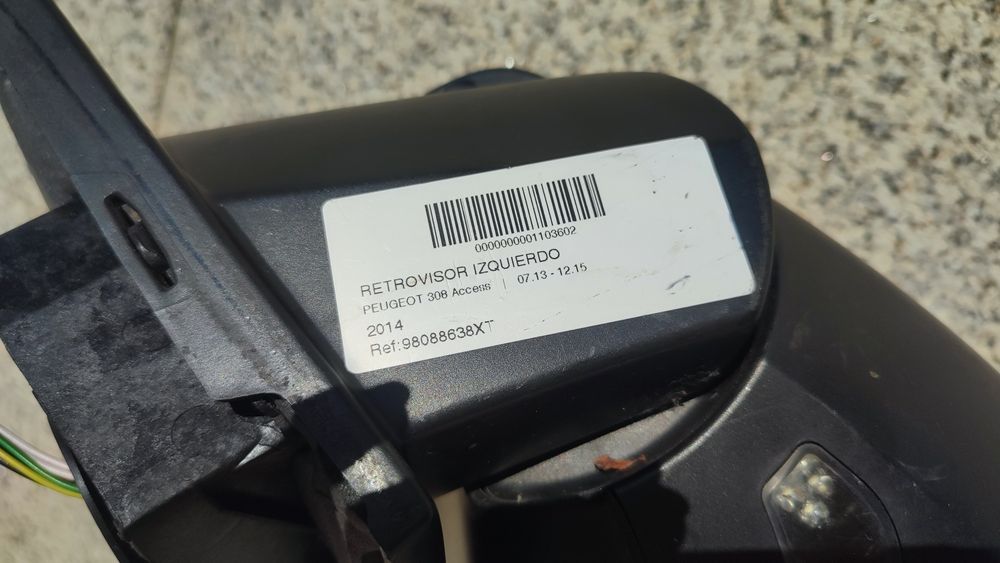 0000000001103602
RETROVISOR IZQUIERDO
PEUGEOT 308 Access | 07.13 - 12.15
2014
Ref:98088638XT